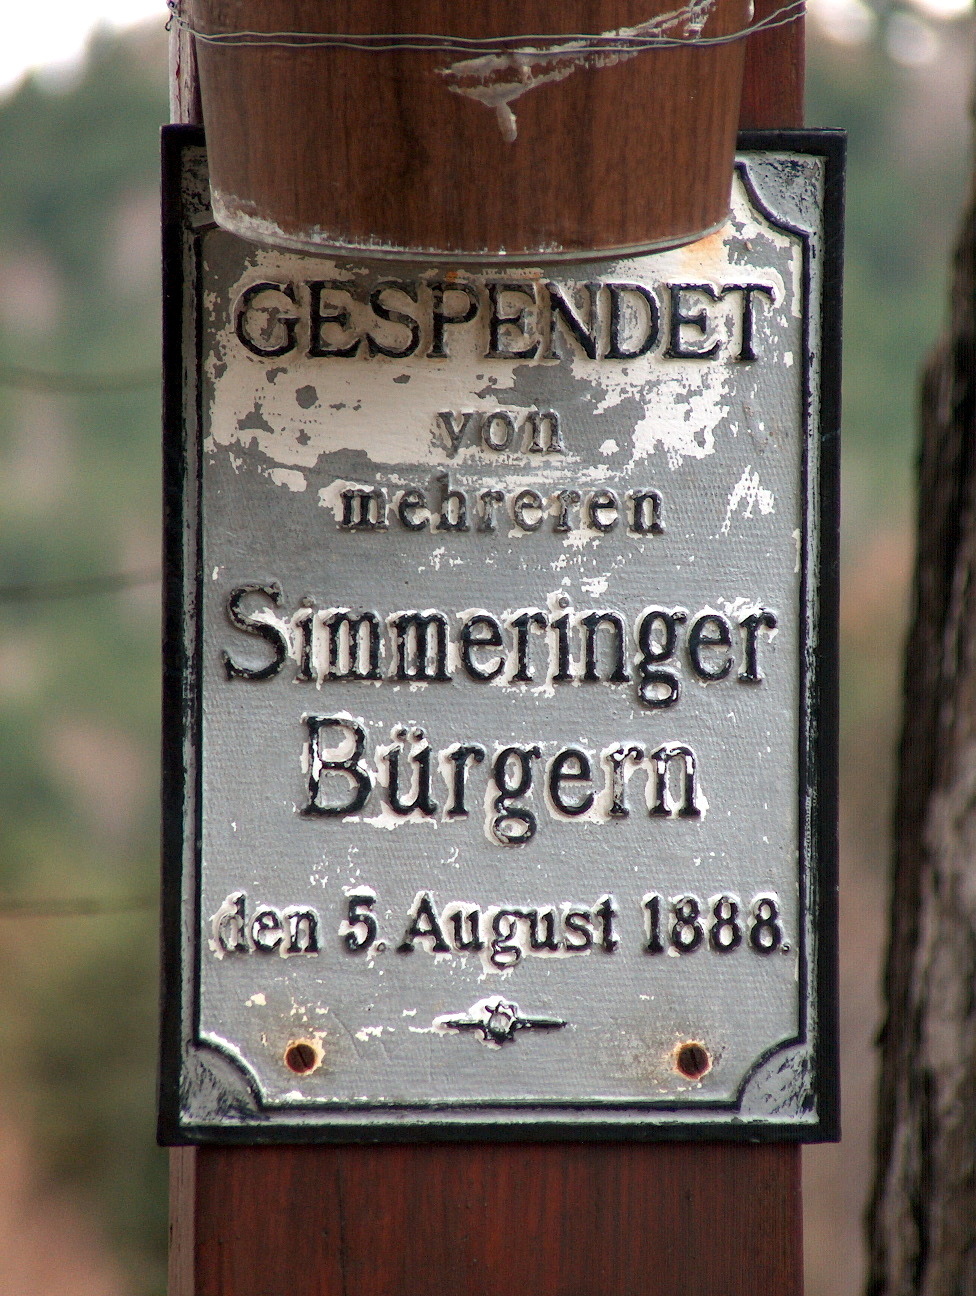 GESPENDET
von
mehreren
Simmeringer
Bürgern
den 5. August 1888.